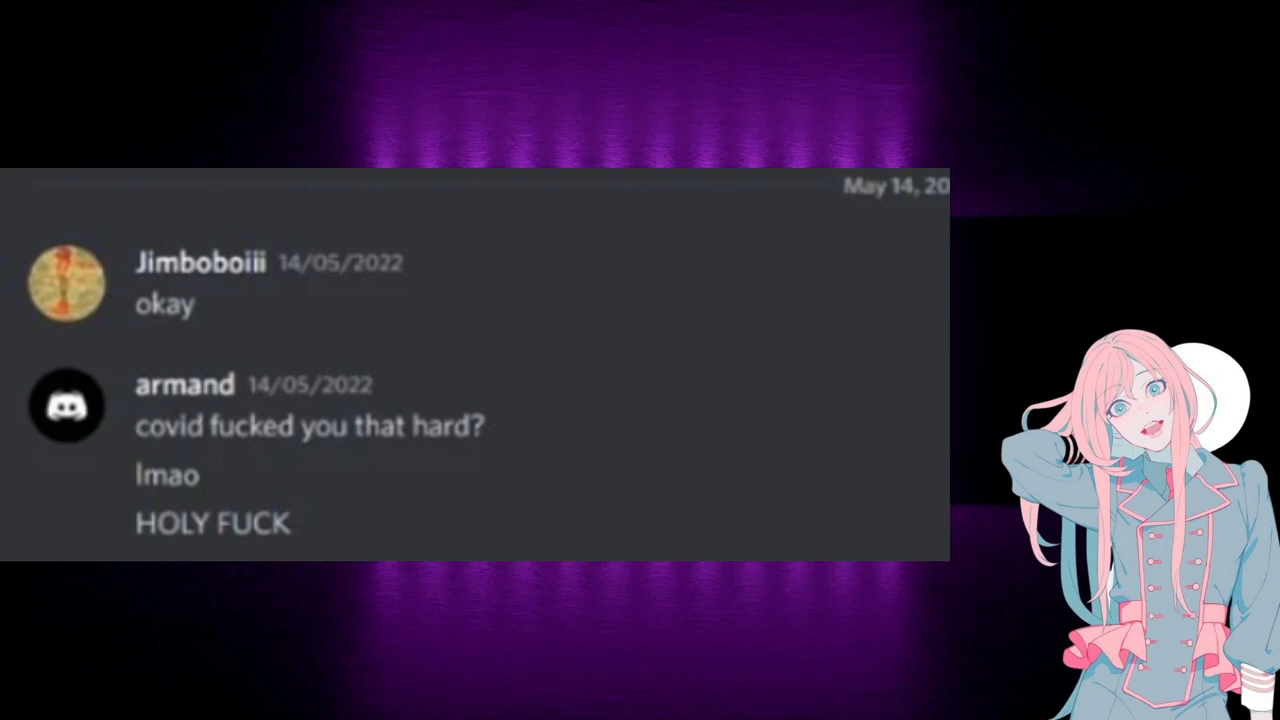 May 14, 20
Jimboboiii 14/05/2022
okay
armand 14/05/2022
covid fucked you that hard?
lmao
HOLY FUCK